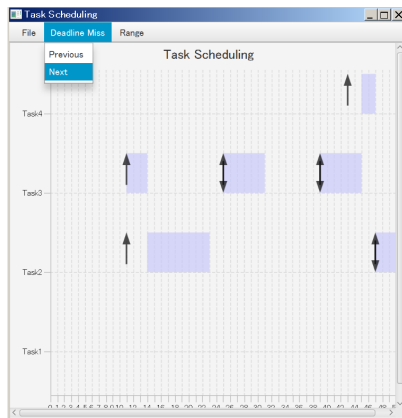 Task Scheduling
File Deadline Miss Range
Previous
Next
Task Scheduling
Task4
Task3
Task2
Task1